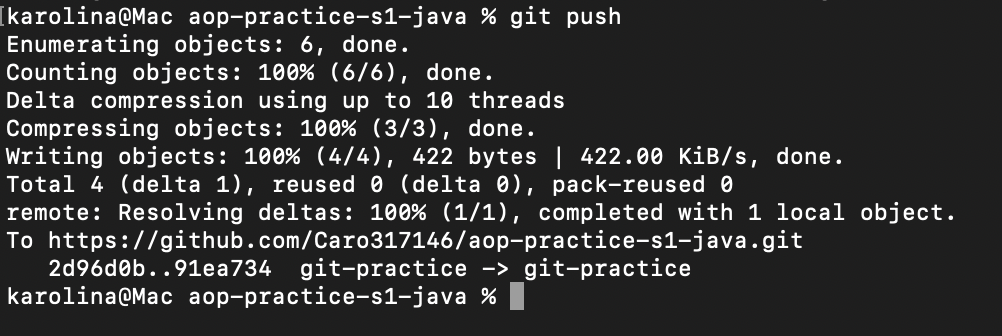 [karolina@Mac aop-practice-s1-java % git push
Enumerating objects: 6, done.
Counting objects: 100% (6/6), done.
Delta compression using up to 10 threads
Compressing objects: 100% (3/3), done.
Writing objects: 100% (4/4), 422 bytes | 422.00 KiB/s, done.
Total 4 (delta 1), reused 0 (delta 0), pack-reused 0
remote: Resolving deltas: 100% (1/1), completed with 1 local object.
To https://github.com/Caro317146/aop-practice-s1-java.git
   2d96d0b..91ea734  git-practice -> git-practice
karolina@Mac aop-practice-s1-java %